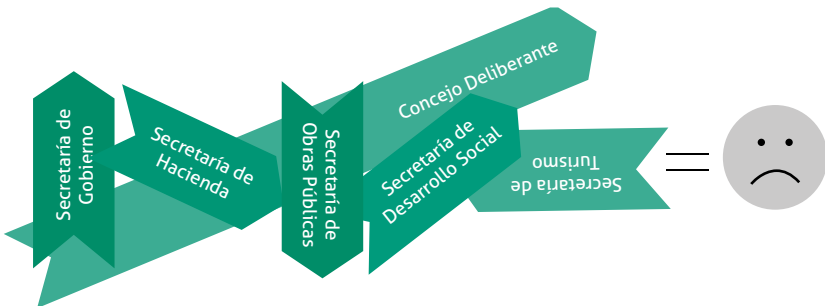 Secretaría de
Gobierno
Secretaría de
Hacienda
Secretaría de
Obras Públicas
Concejo Deliberante
Secretaría de
Desarrollo Social
Secretaría de
Turismo